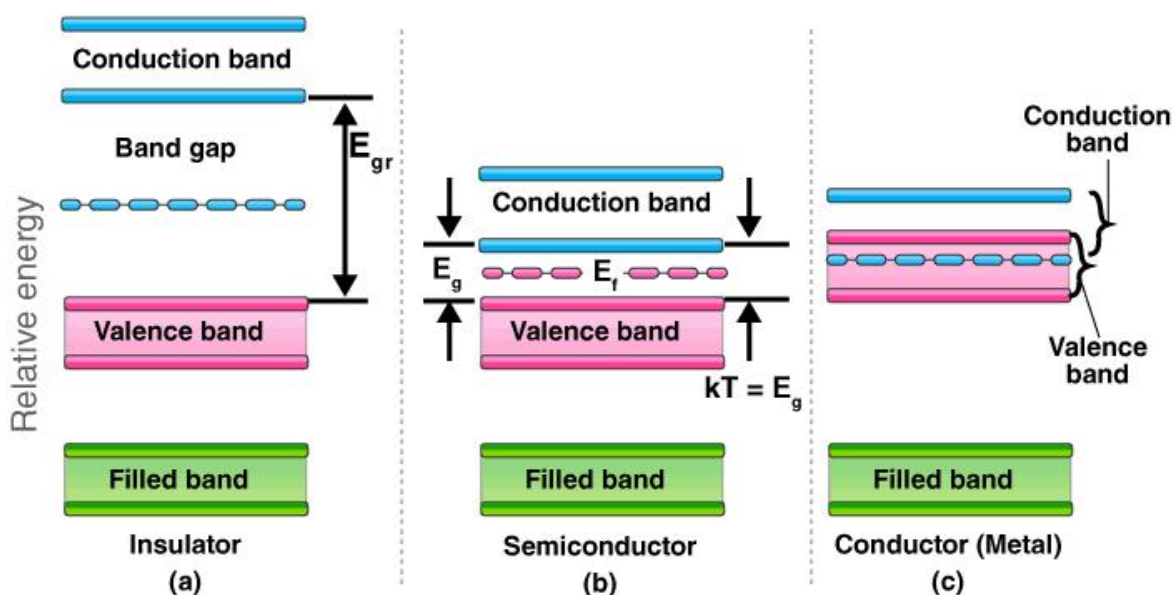 Relative energy
Conduction band
Band gap
E_gr
Valence band
Filled band
Insulator
(a)
Conduction band
E_g
E_f
Valence band
kT = E_g
Filled band
Semiconductor
(b)
Conduction
band
Valence
band
Filled band
Conductor (Metal)
(c)